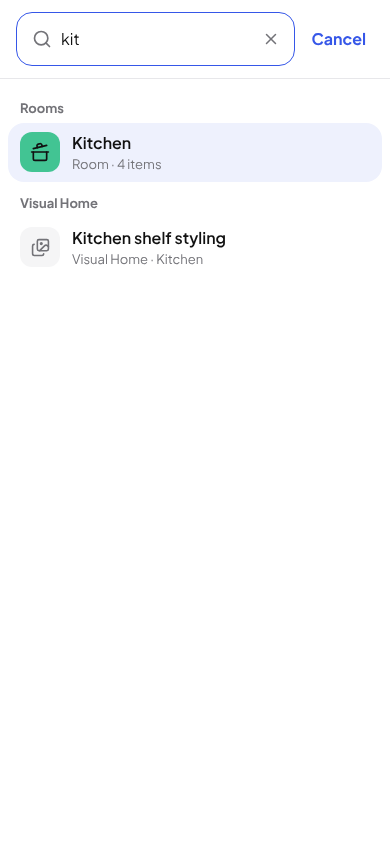 kit
Cancel
Rooms
Kitchen
Room · 4 items
Visual Home
Kitchen shelf styling
Visual Home · Kitchen